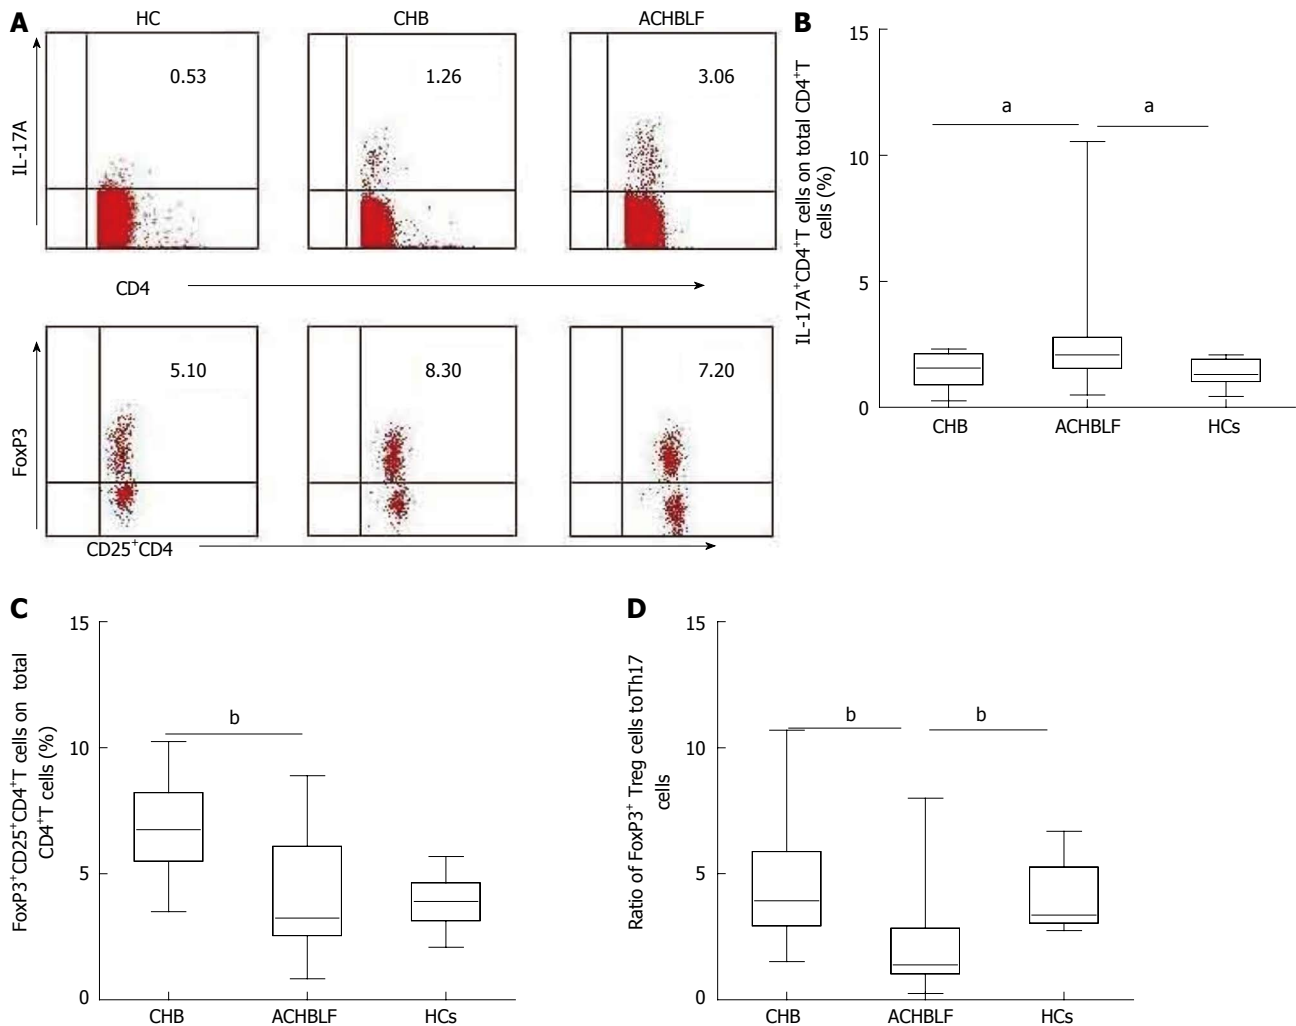 A
HC
CHB
ACHBLF
IL-17A
0.53
1.26
3.06
CD4
FoxP3
5.10
8.30
7.20
CD25⁺CD4
B
IL-17A⁺CD4⁺T cells on total CD4⁺T
cells (%)
15
10
5
0
a
a
CHB
ACHBLF
HCs
C
FoxP3⁺CD25⁺CD4⁺T cells on total
CD4⁺T cells (%)
15
10
5
0
b
CHB
ACHBLF
HCs
D
Ratio of FoxP3⁺ Treg cells toTh17
cells
15
10
5
0
b
b
CHB
ACHBLF
HCs